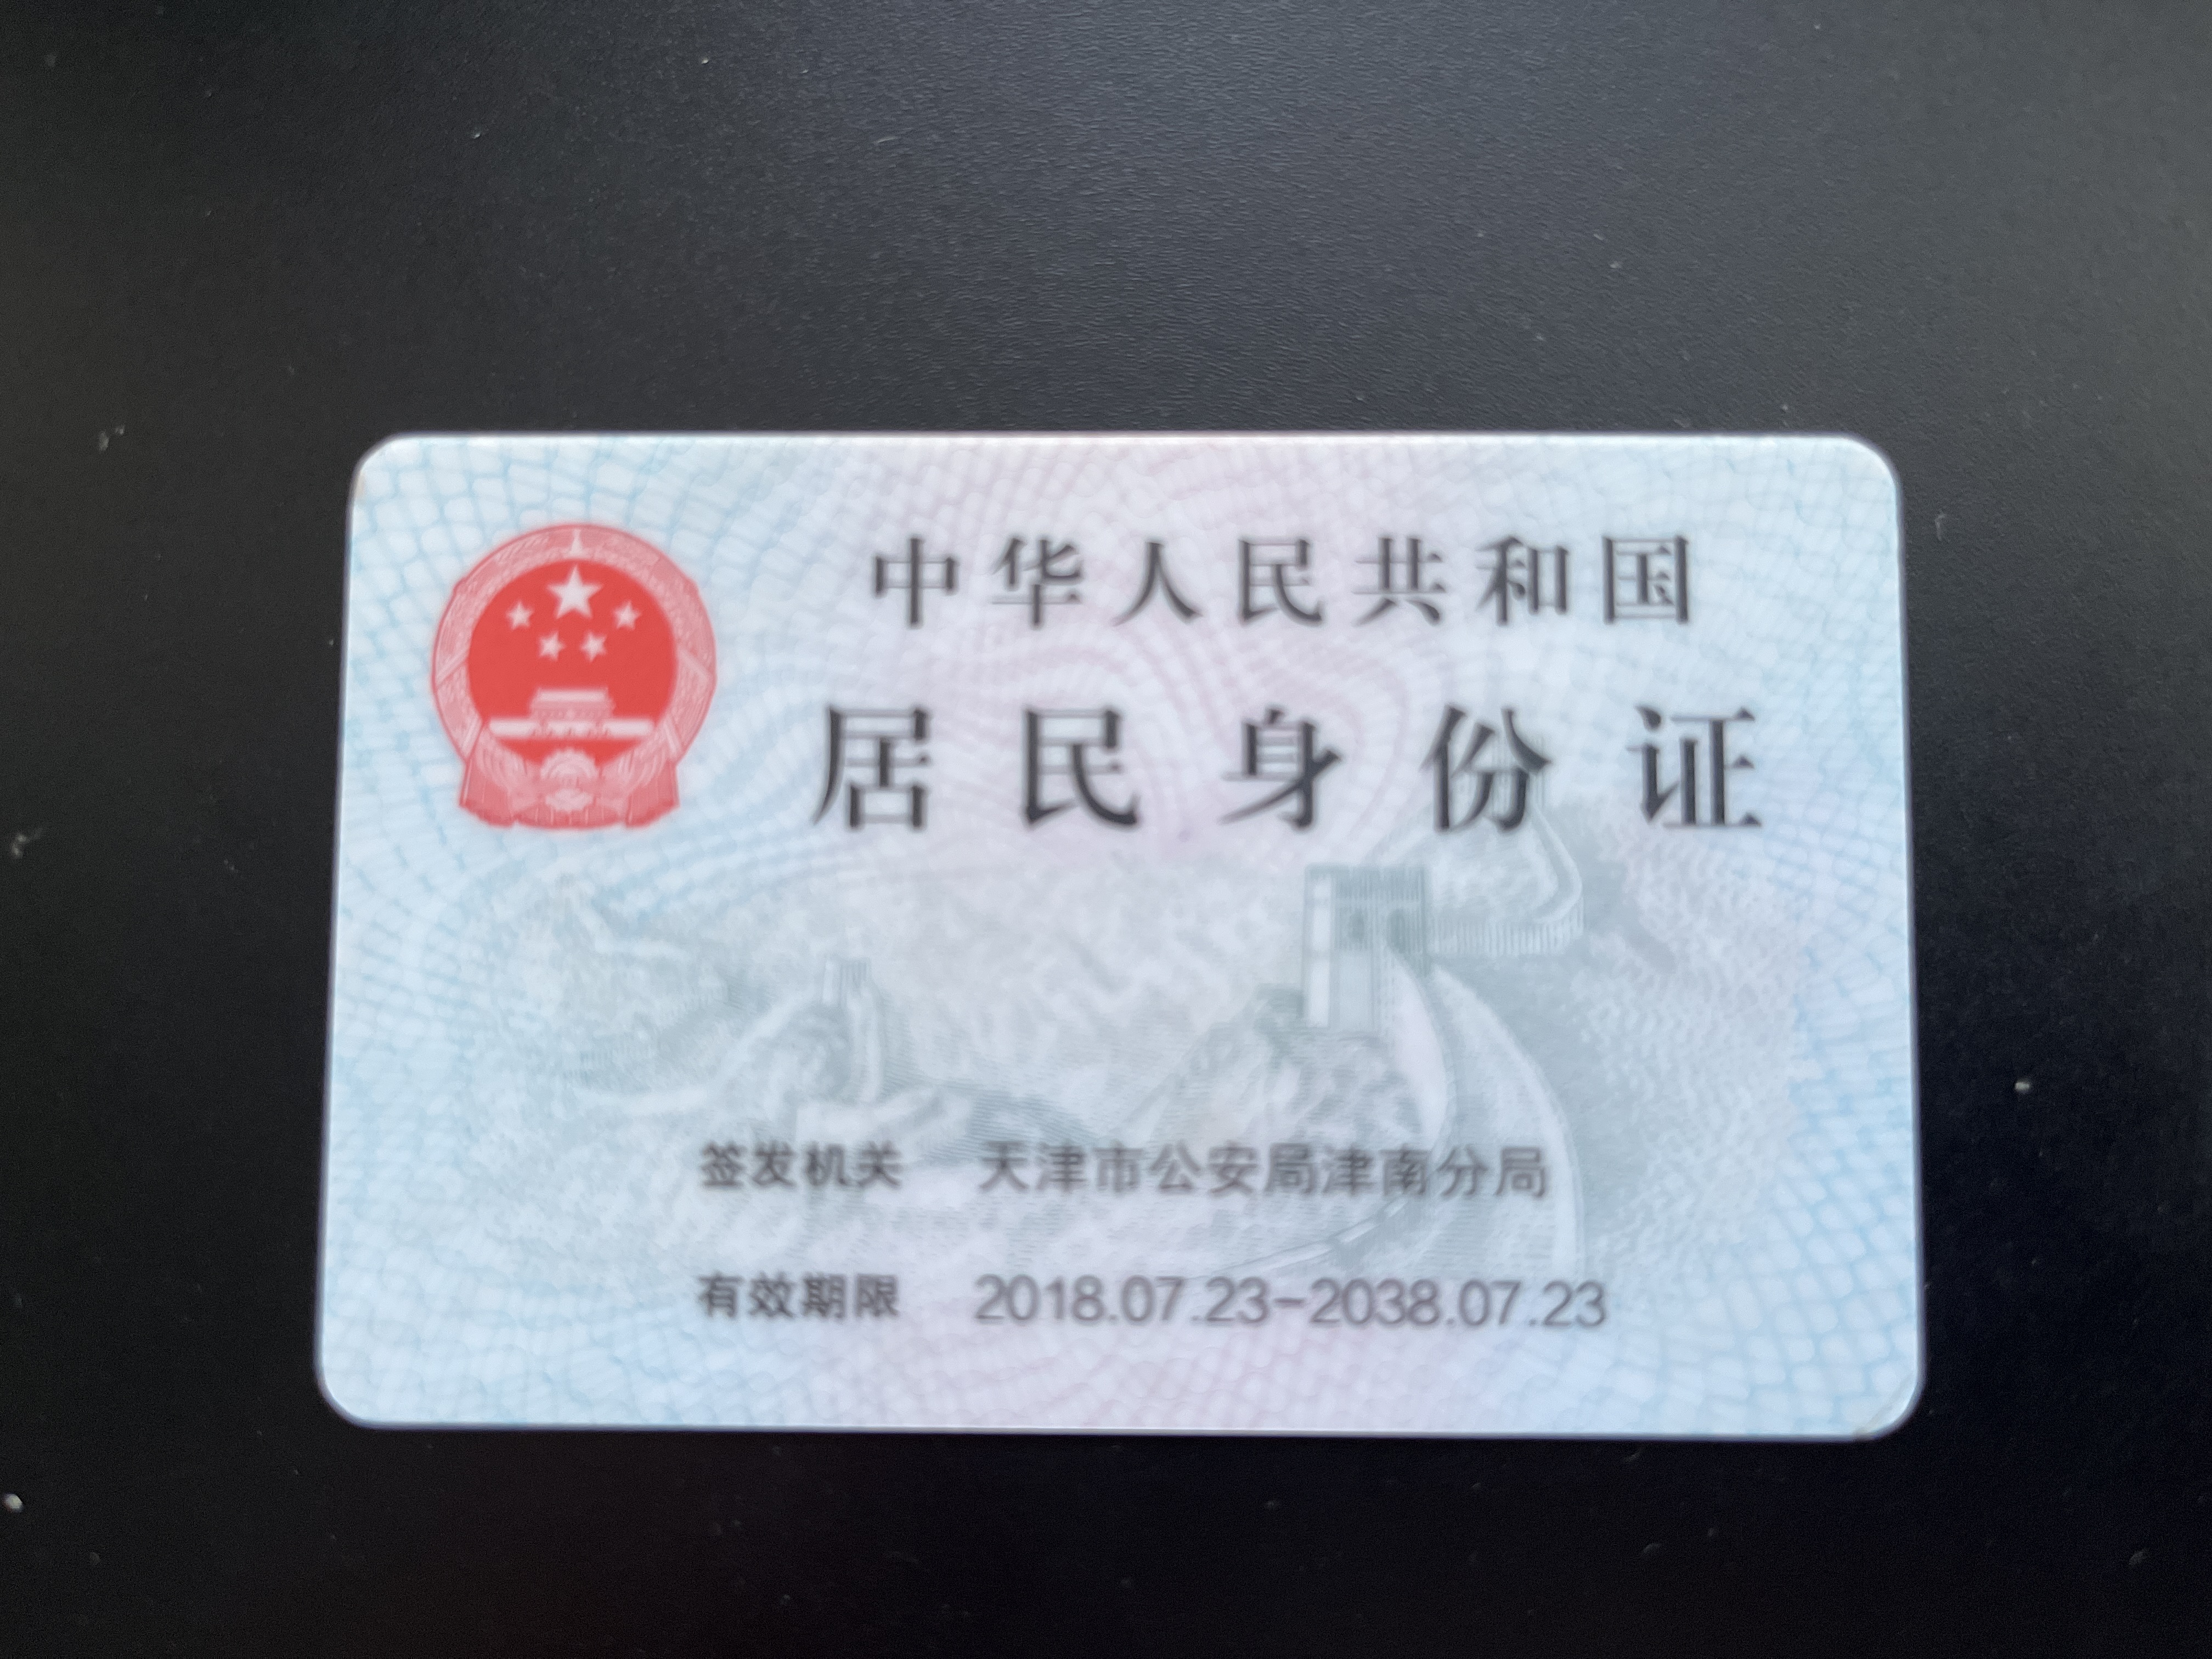 中华人民共和国
居民身份证
签发机关 天津市公安局津南分局
有效期限 2018.07.23-2038.07.23